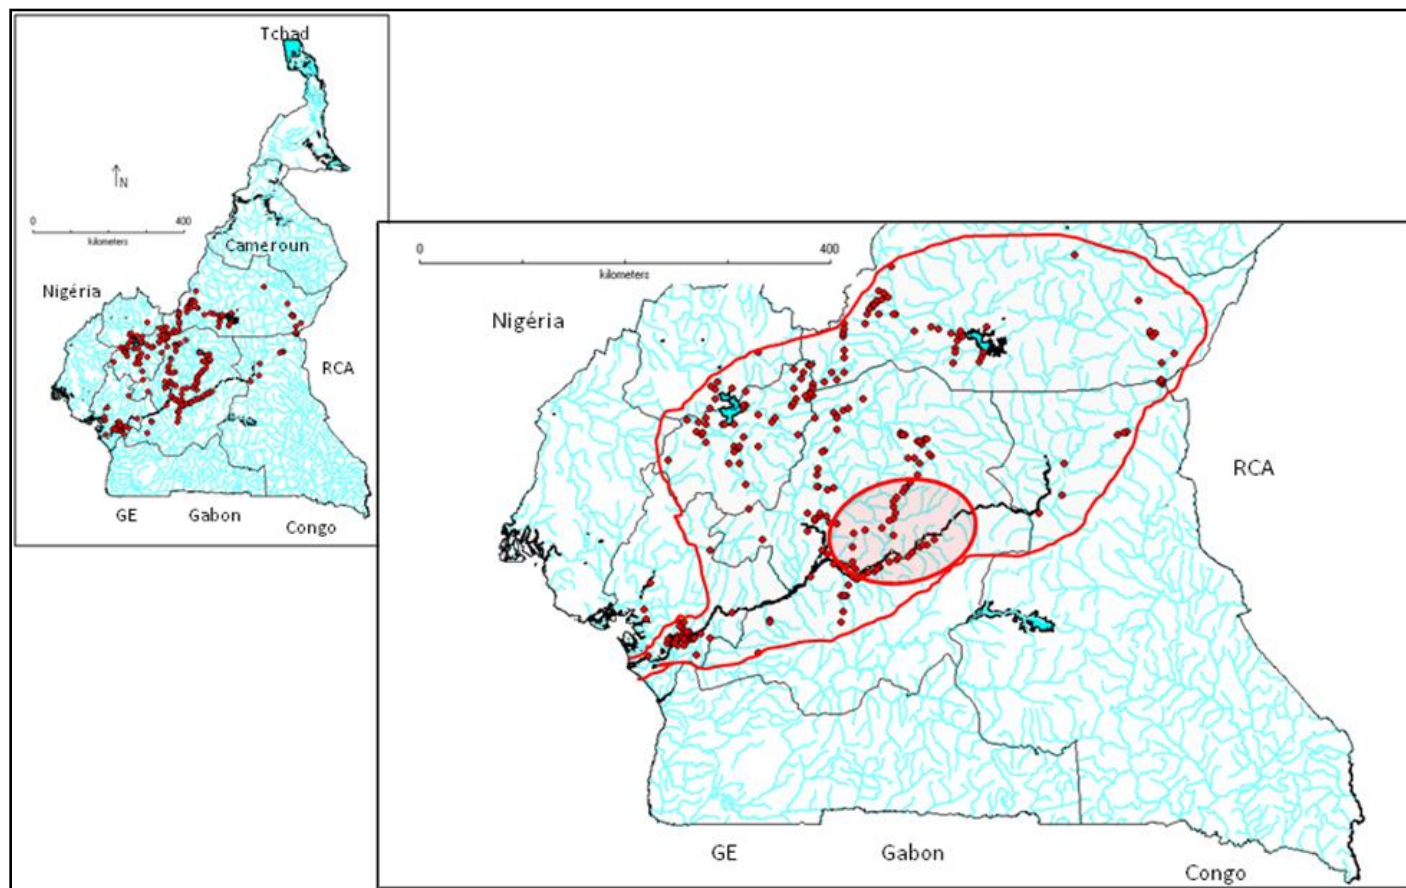 Tchad
N
0 400
kilometers
Cameroun
Nigéria
RCA
GE Gabon Congo
0 400
kilometers
Nigéria
RCA
GE Gabon
Congo